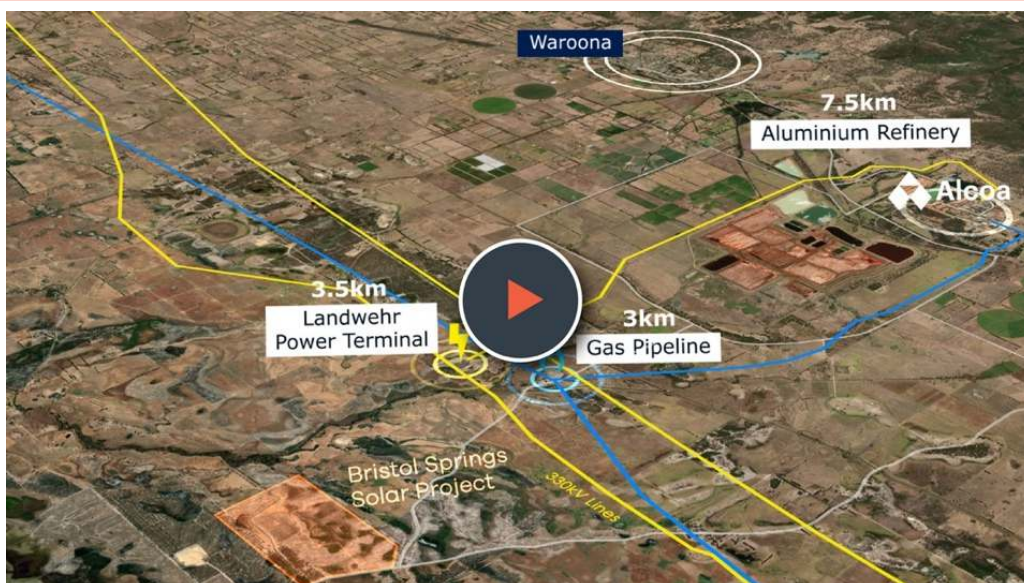 Waroona
7.5km
Aluminium Refinery
Alcoa
3.5km
Landwehr
Power Terminal
3km
Gas Pipeline
Bristol Springs
Solar Project
330kV Lines